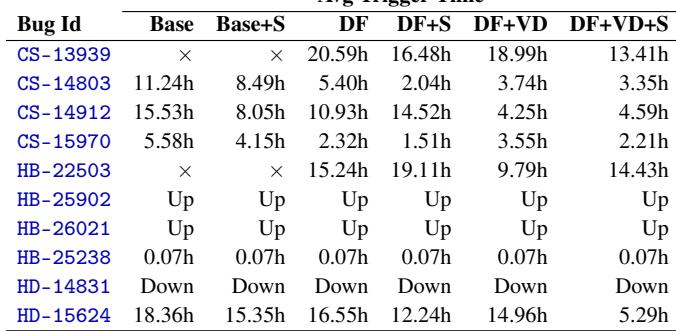 Avg Trigger Time
Bug Id Base Base+S DF DF+S DF+VD DF+VD+S
CS-13939 × × 20.59h 16.48h 18.99h 13.41h
CS-14803 11.24h 8.49h 5.40h 2.04h 3.74h 3.35h
CS-14912 15.53h 8.05h 10.93h 14.52h 4.25h 4.59h
CS-15970 5.58h 4.15h 2.32h 1.51h 3.55h 2.21h
HB-22503 × × 15.24h 19.11h 9.79h 14.43h
HB-25902 Up Up Up Up Up Up
HB-26021 Up Up Up Up Up Up
HB-25238 0.07h 0.07h 0.07h 0.07h 0.07h 0.07h
HD-14831 Down Down Down Down Down Down
HD-15624 18.36h 15.35h 16.55h 12.24h 14.96h 5.29h